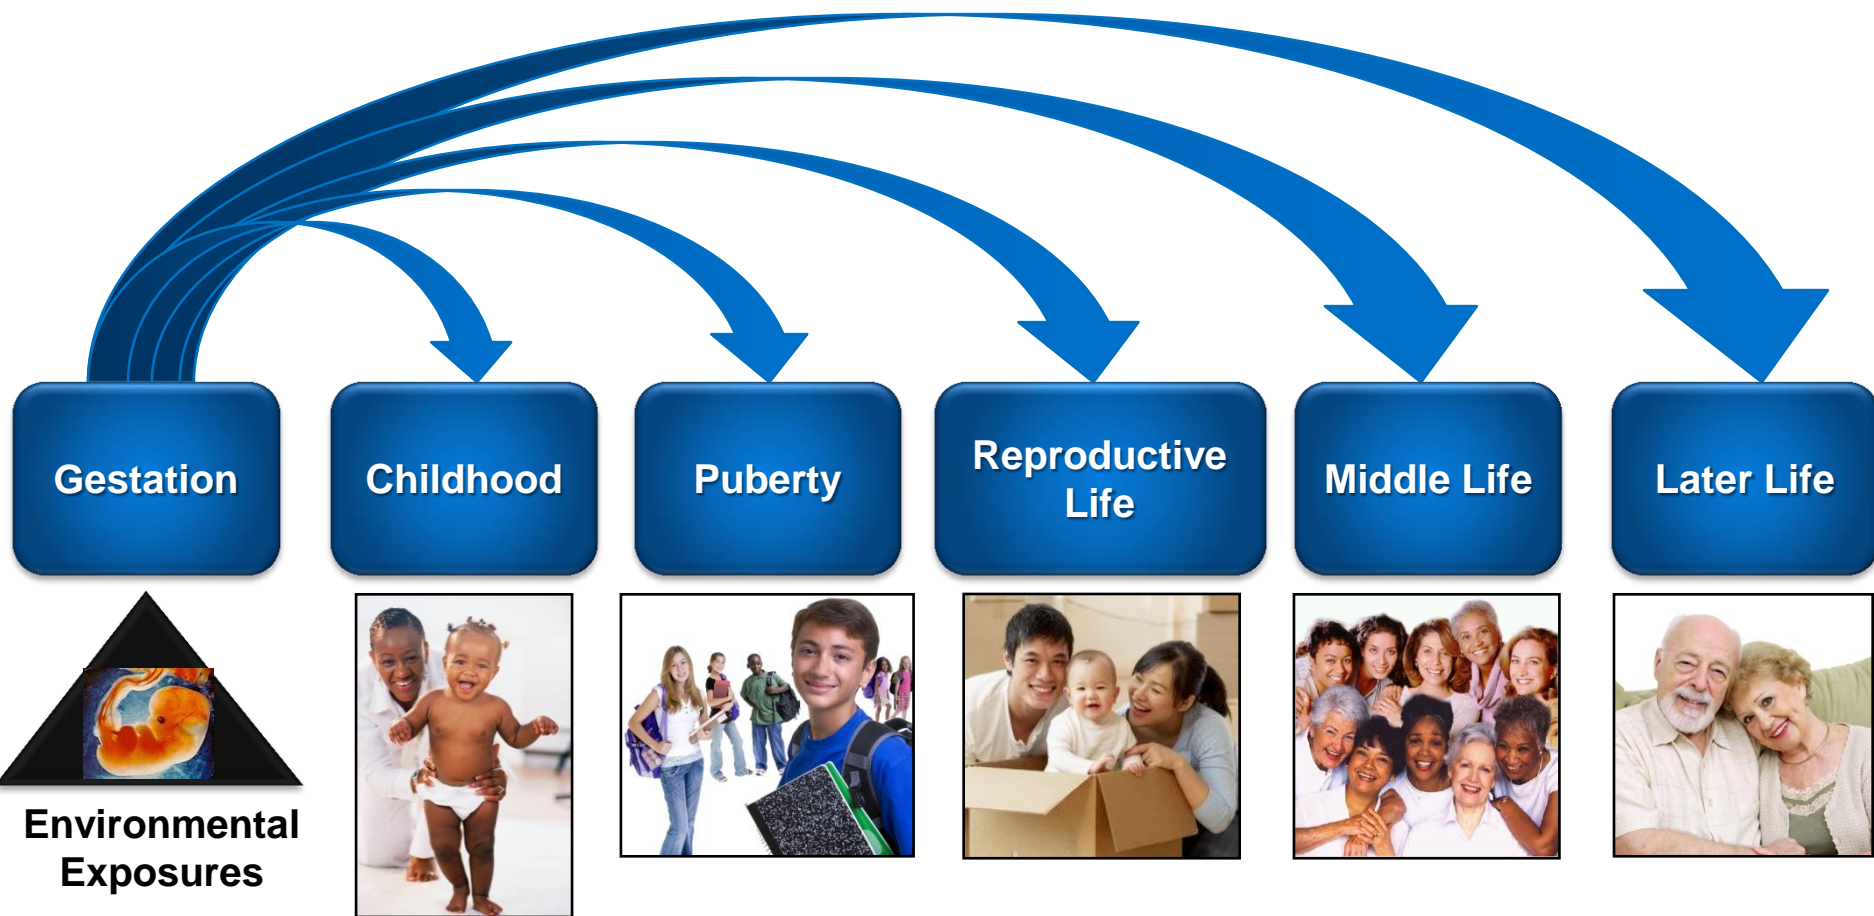 Gestation
Childhood
Puberty
Reproductive
Life
Middle Life
Later Life
Environmental
Exposures